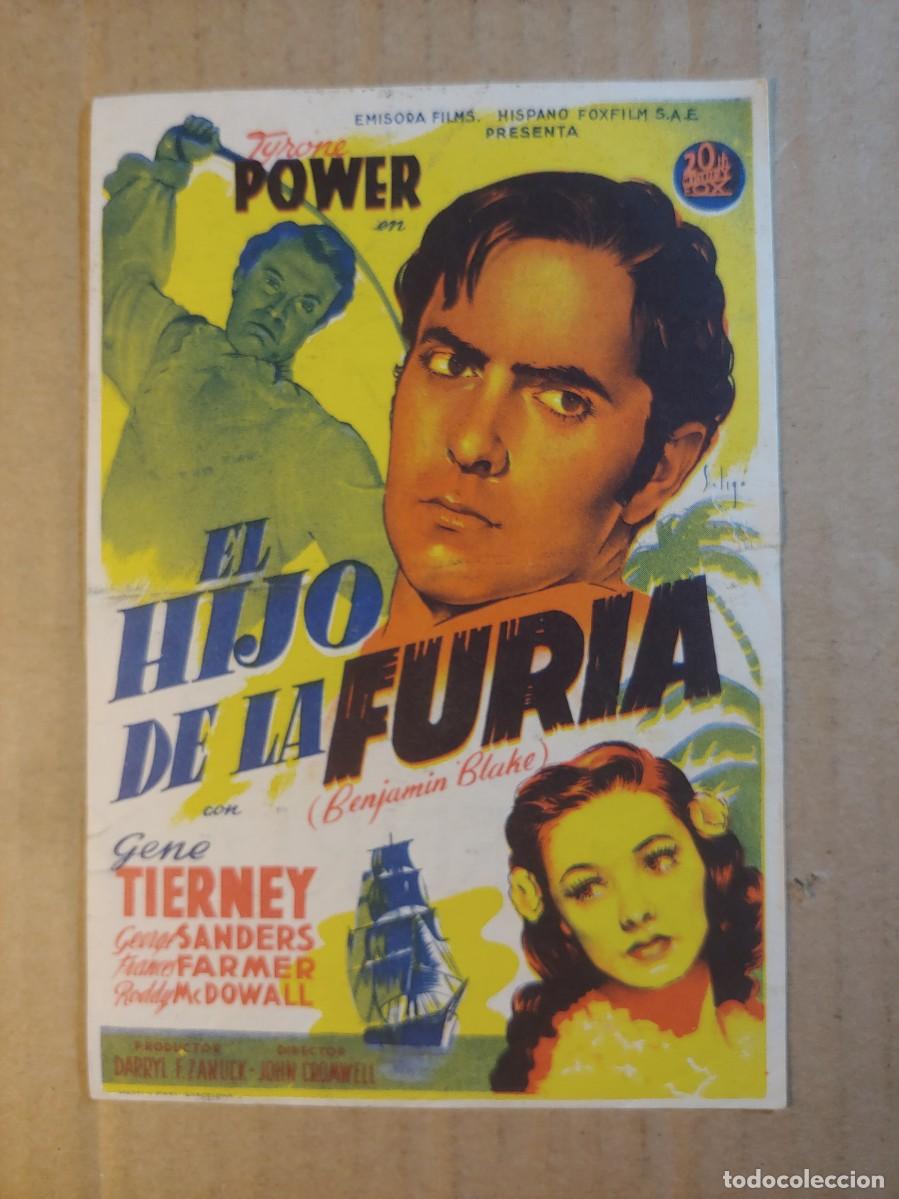 EMISORA FILMS. HISPANO FOXFILM S.A.E
PRESENTA
20th
CENTURY
FOX
Tyrone
POWER
en
Soligó
EL
HIJO
DE LA FURIA
(Benjamin Blake)
con
Gene
TIERNEY
George SANDERS
Frances FARMER
Roddy McDOWALL
PRODUCTOR DIRECTOR
DARRYL F. ZANUCK - JOHN CROMWELL
todocoleccion